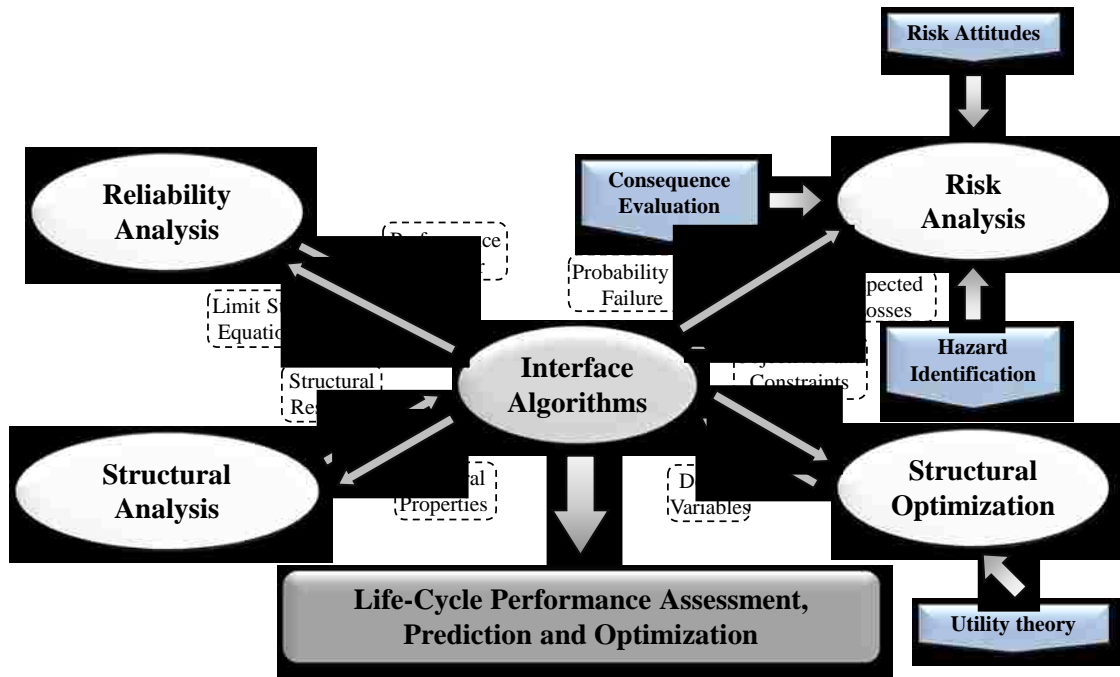 Risk Attitudes
Reliability
Analysis
Consequence
Evaluation
Risk
Analysis
Probability
Failure
Limit
Equation
Structural
Interface
Algorithms
Constraints
Hazard
Identification
Structural
Analysis
Properties
Variables
Structural
Optimization
Life-Cycle Performance Assessment,
Prediction and Optimization
Utility theory